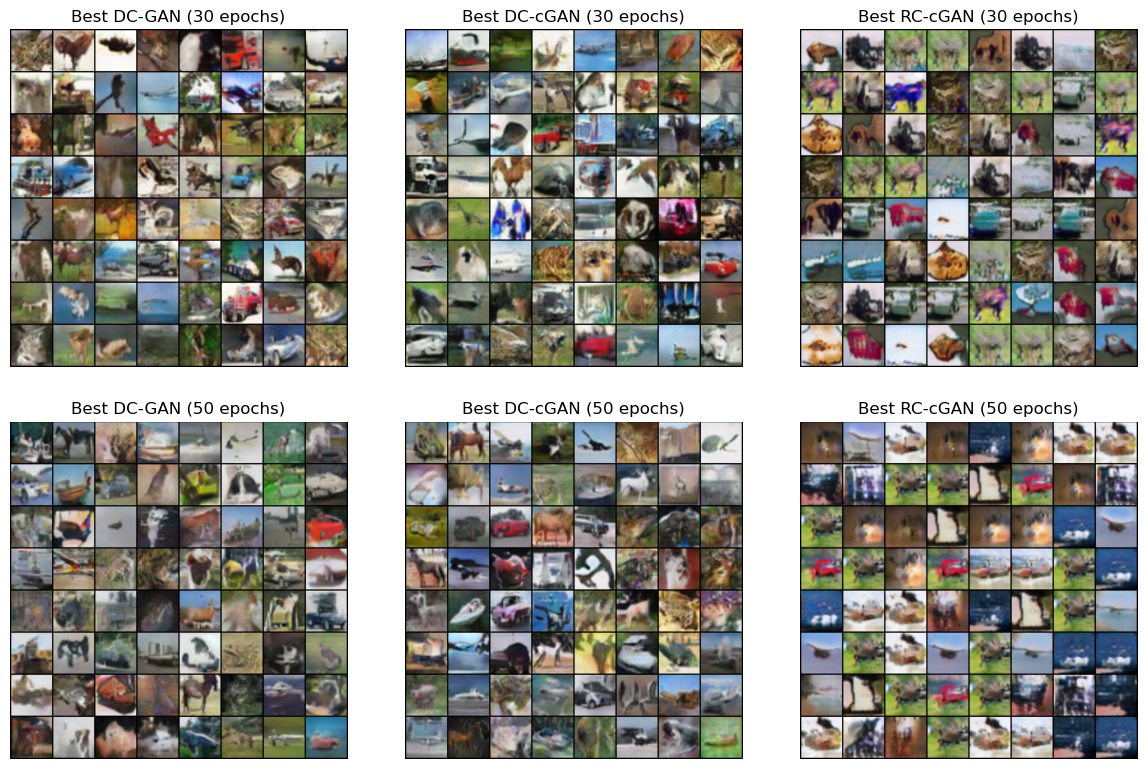 Best DC-GAN (30 epochs)
Best DC-cGAN (30 epochs)
Best RC-cGAN (30 epochs)
Best DC-GAN (50 epochs)
Best DC-cGAN (50 epochs)
Best RC-cGAN (50 epochs)